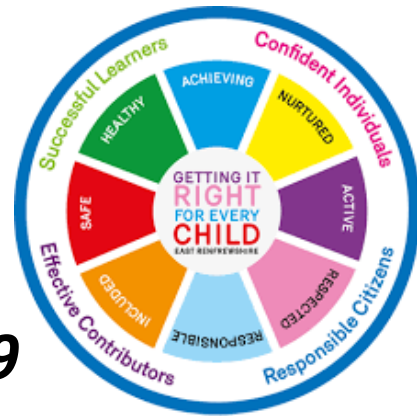 Successful Learners
Confident Individuals
Responsible Citizens
Effective Contributors
ACHIEVING
NURTURED
ACTIVE
RESPECTED
RESPONSIBLE
INCLUDED
SAFE
HEALTHY
GETTING IT
RIGHT
FOR EVERY
CHILD
EAST RENFREWSHIRE
9